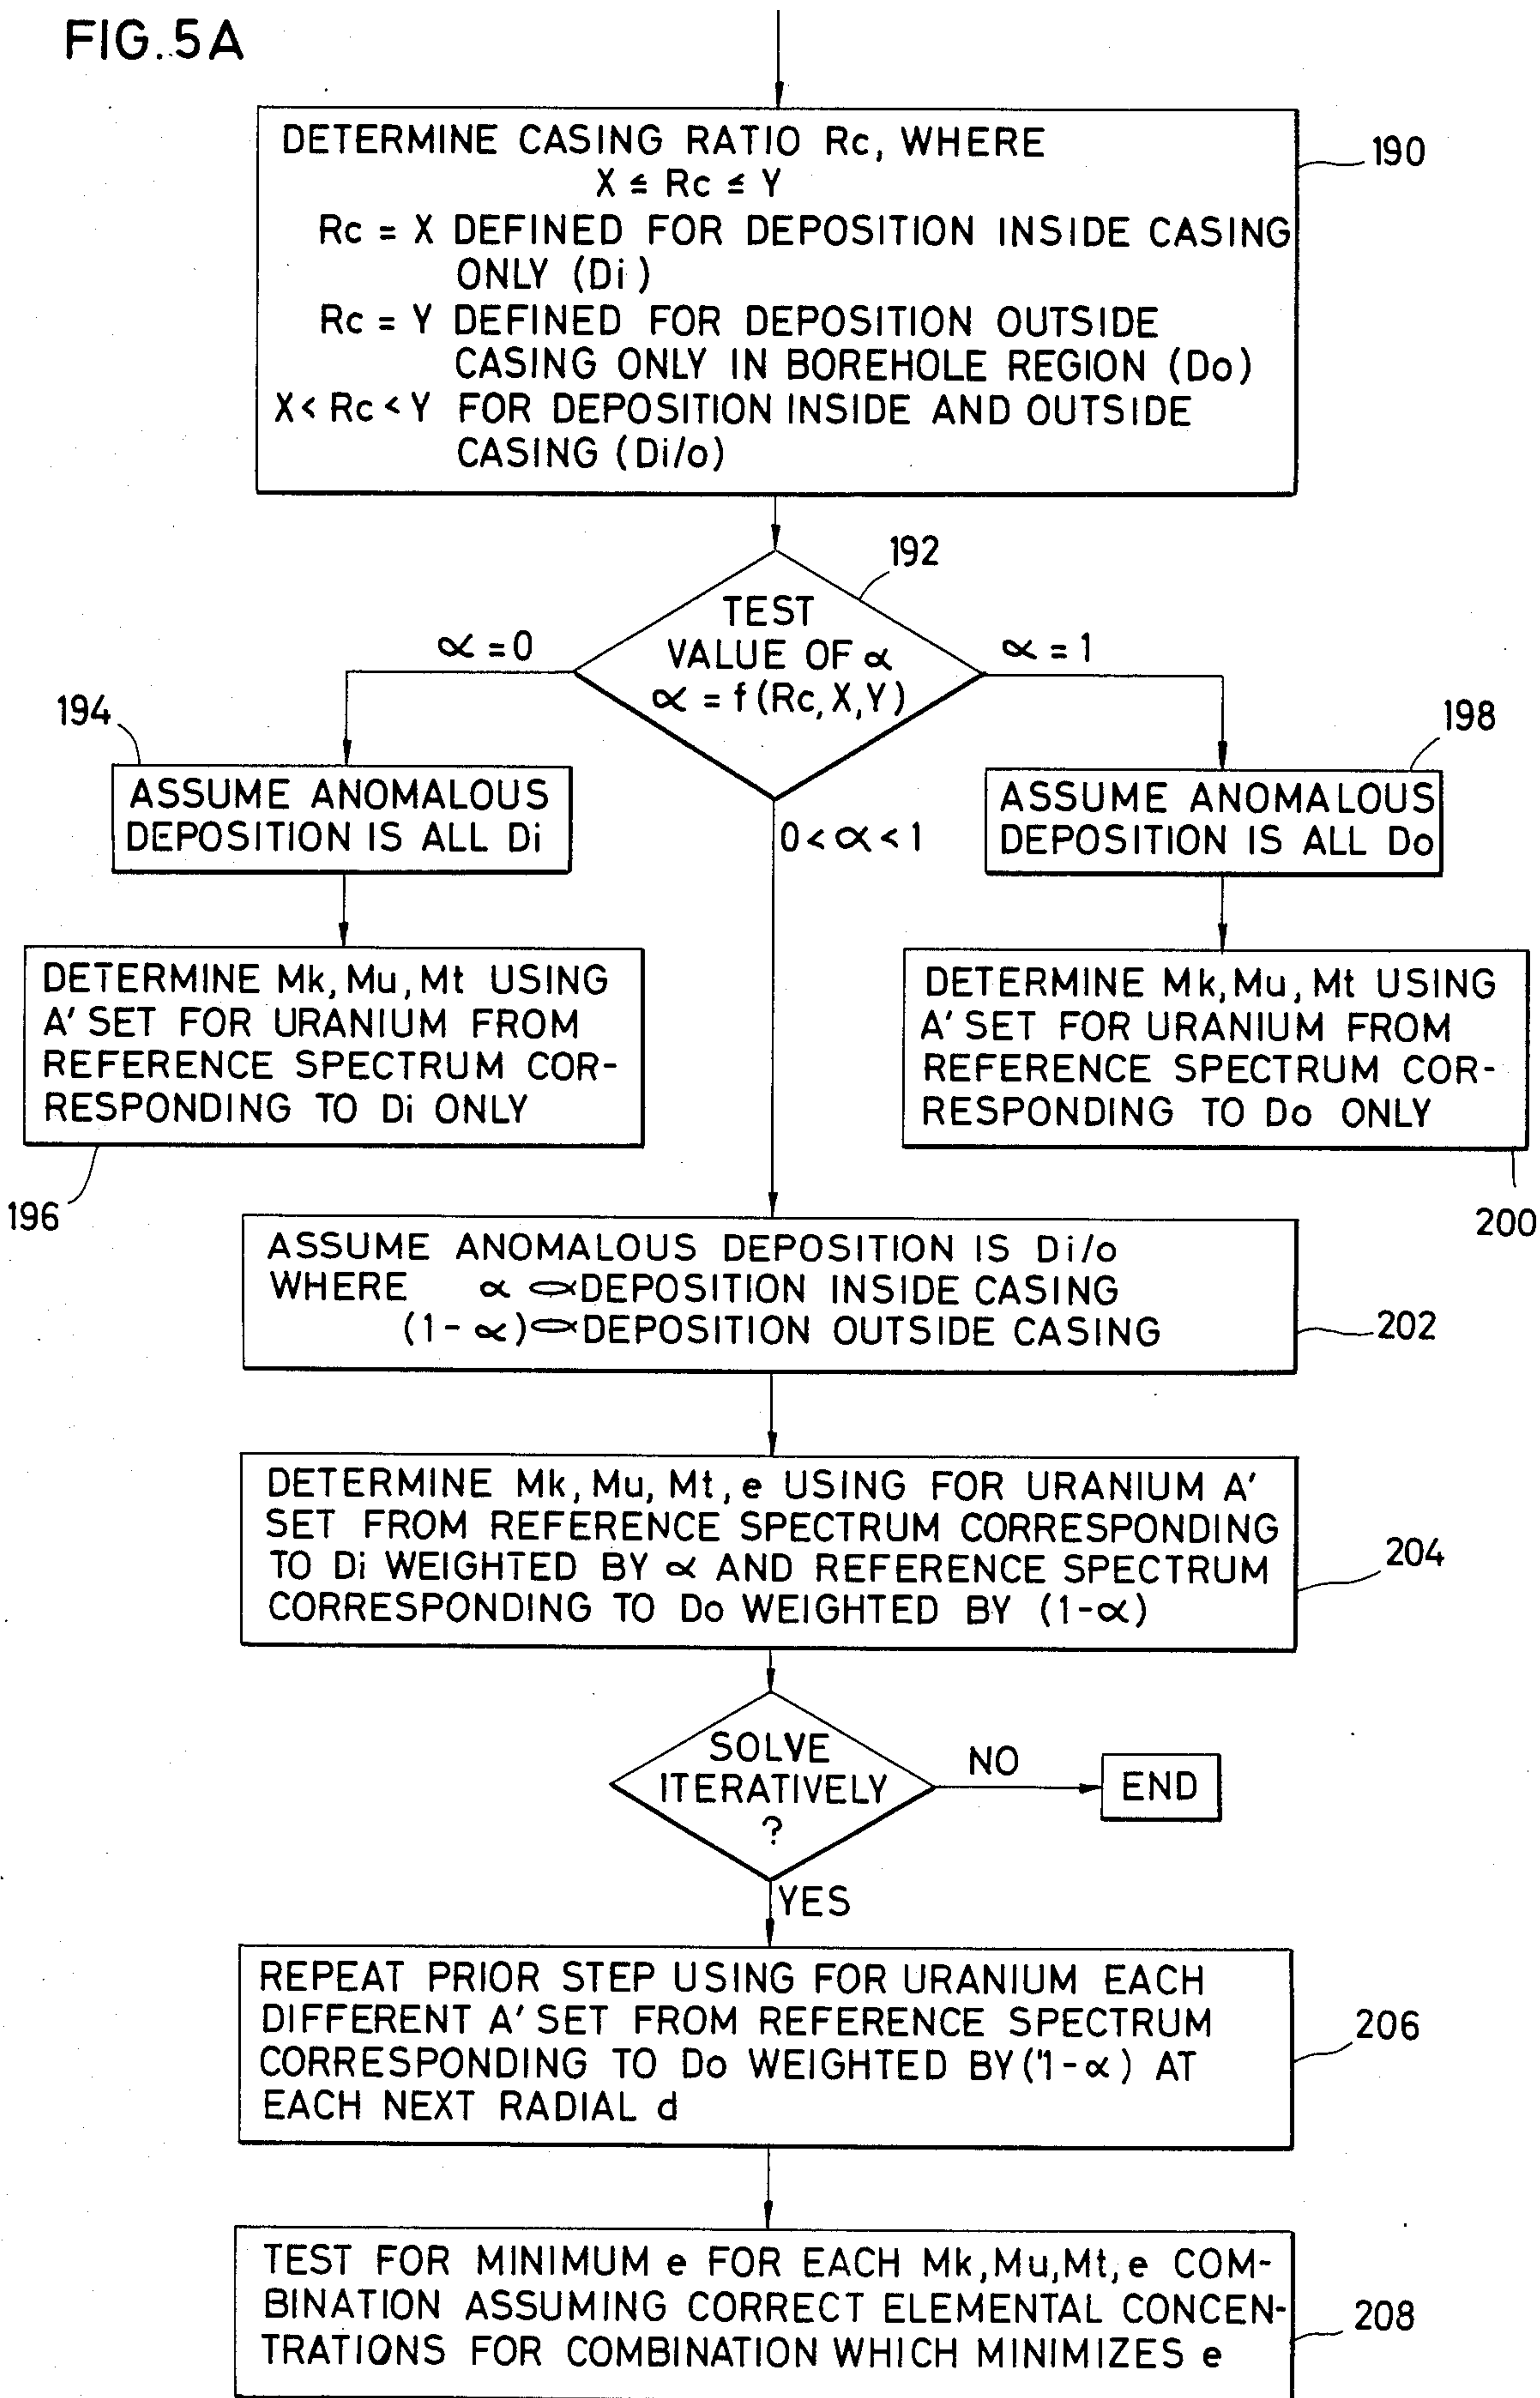 FIG. 5A
DETERMINE CASING RATIO Rc, WHERE
X ≤ Rc ≤ Y
Rc = X DEFINED FOR DEPOSITION INSIDE CASING
ONLY (Di)
Rc = Y DEFINED FOR DEPOSITION OUTSIDE
CASING ONLY IN BOREHOLE REGION (Do)
X < Rc < Y FOR DEPOSITION INSIDE AND OUTSIDE
CASING (Di/o)
190
192
TEST
VALUE OF α
α = f (Rc, X, Y)
α = 0
α = 1
0 < α < 1
194
ASSUME ANOMALOUS
DEPOSITION IS ALL Di
198
ASSUME ANOMALOUS
DEPOSITION IS ALL Do
DETERMINE Mk, Mu, Mt USING
A' SET FOR URANIUM FROM
REFERENCE SPECTRUM COR-
RESPONDING TO Di ONLY
196
DETERMINE Mk, Mu, Mt USING
A' SET FOR URANIUM FROM
REFERENCE SPECTRUM COR-
RESPONDING TO Do ONLY
200
ASSUME ANOMALOUS DEPOSITION IS Di/o
WHERE α ∝ DEPOSITION INSIDE CASING
(1-α) ∝ DEPOSITION OUTSIDE CASING
202
DETERMINE Mk, Mu, Mt, e USING FOR URANIUM A'
SET FROM REFERENCE SPECTRUM CORRESPONDING
TO Di WEIGHTED BY α AND REFERENCE SPECTRUM
CORRESPONDING TO Do WEIGHTED BY (1-α)
204
SOLVE
ITERATIVELY
?
NO
END
YES
REPEAT PRIOR STEP USING FOR URANIUM EACH
DIFFERENT A' SET FROM REFERENCE SPECTRUM
CORRESPONDING TO Do WEIGHTED BY (1-α) AT
EACH NEXT RADIAL d
206
TEST FOR MINIMUM e FOR EACH Mk, Mu, Mt, e COM-
BINATION ASSUMING CORRECT ELEMENTAL CONCEN-
TRATIONS FOR COMBINATION WHICH MINIMIZES e
208